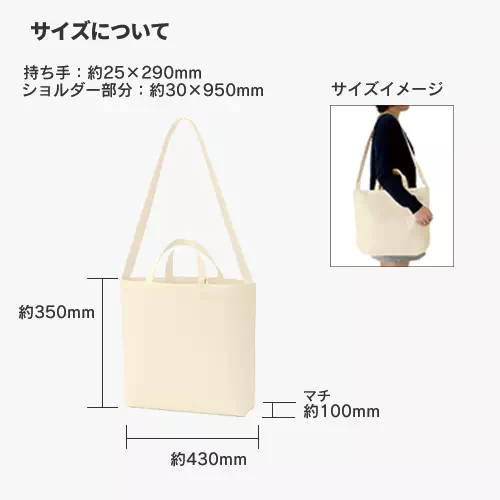 サイズについて
持ち手：約25×290mm
ショルダー部分：約30×950mm
サイズイメージ
約350mm
マチ
約100mm
約430mm